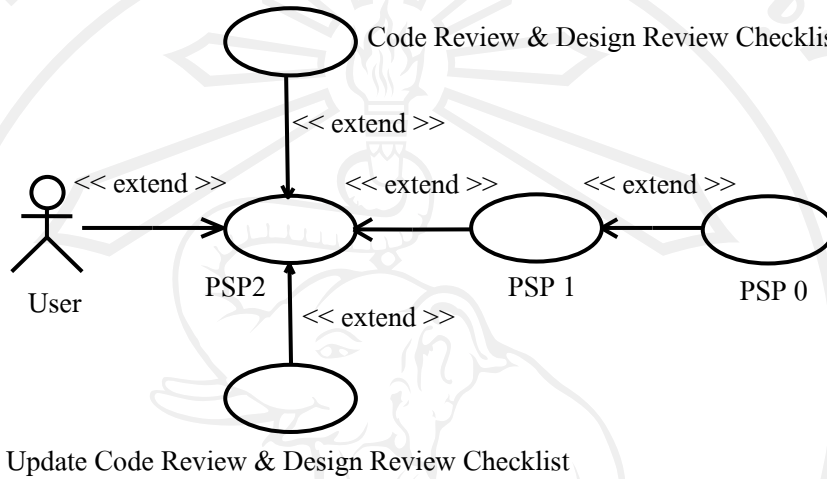 Code Review & Design Review Checklis
<< extend >>
<< extend >>
<< extend >>
<< extend >>
User
PSP2
PSP 1
PSP 0
<< extend >>
Update Code Review & Design Review Checklist